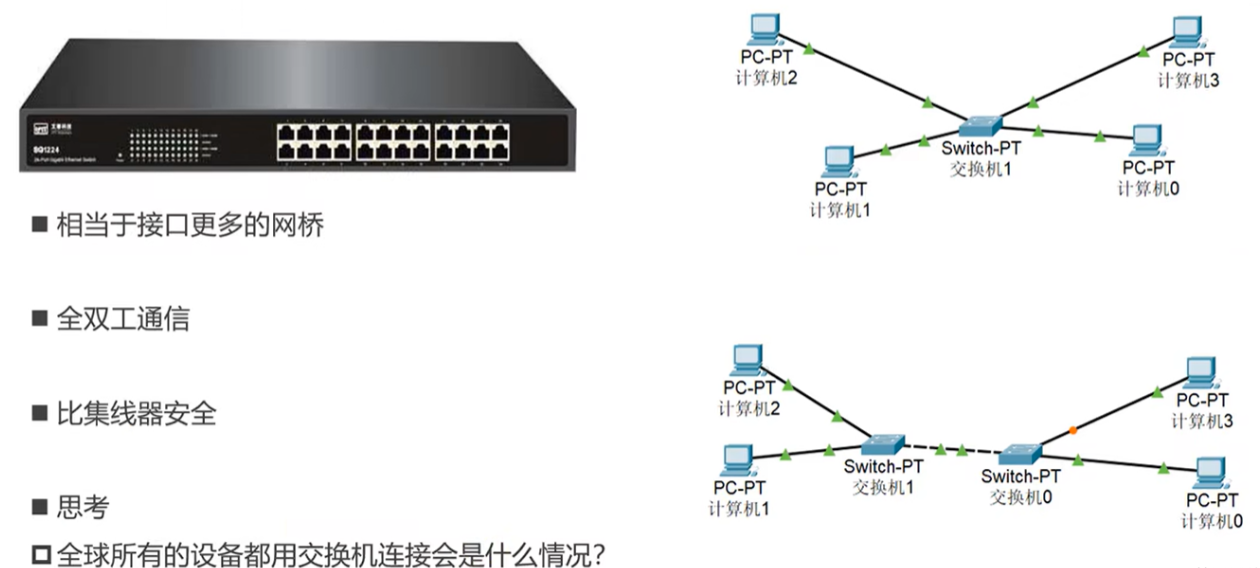 SG1224
24-Port Gigabit Ethernet Switch
■ 相当于接口更多的网桥
■ 全双工通信
■ 比集线器安全
■ 思考
全球所有的设备都用交换机连接会是什么情况?
PC-PT
计算机2
PC-PT
计算机3
Switch-PT
交换机1
PC-PT
计算机1
PC-PT
计算机0
PC-PT
计算机2
PC-PT
计算机3
Switch-PT
交换机1
Switch-PT
交换机0
PC-PT
计算机1
PC-PT
计算机0